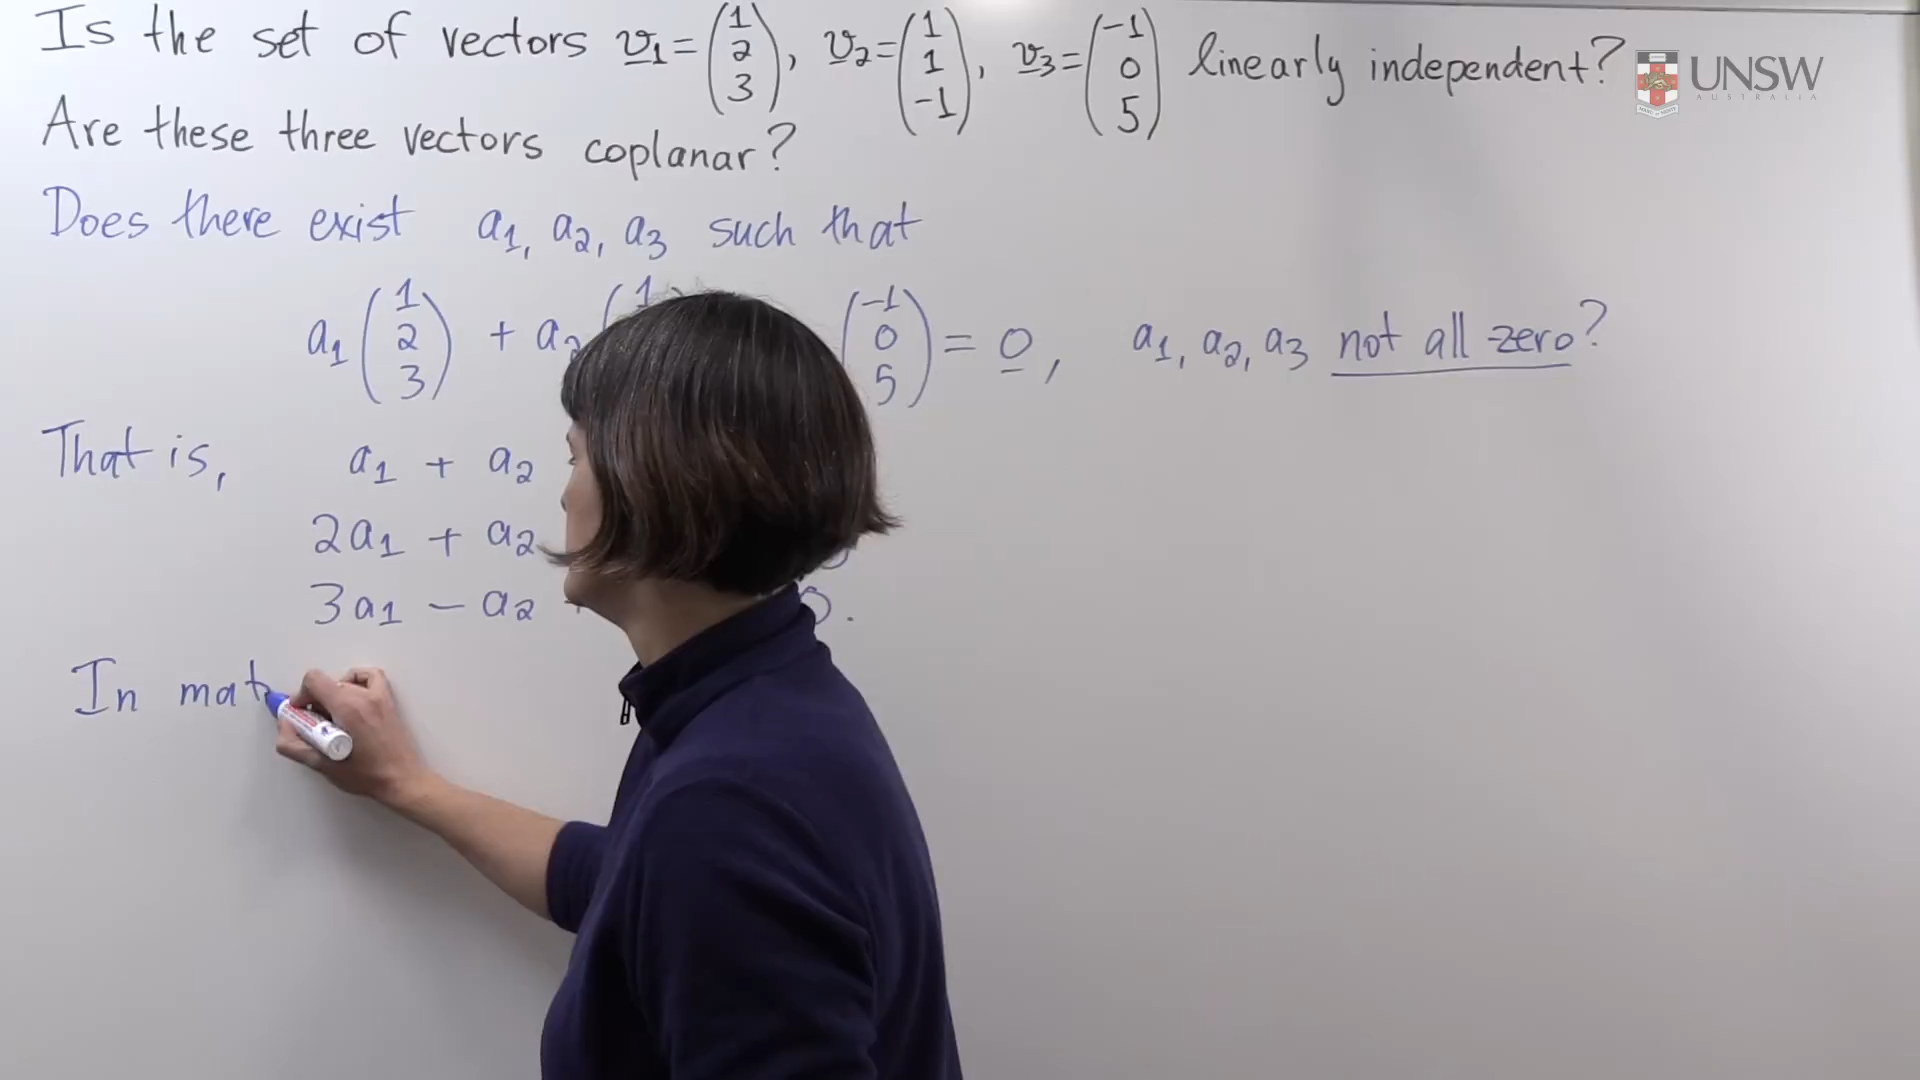 Is the set of vectors v1 = (1 2 3), v2 = (1 1 -1), v3 = (-1 0 5) linearly independent?
UNSW
AUSTRALIA
Are these three vectors coplanar?
Does there exist a1, a2, a3 such that
a1 (1 2 3) + a2 (1 (-1 0 5) = 0, a1, a2, a3 not all zero?
That is, a1 + a2
2a1 + a2
3a1 - a2 0.
In mat